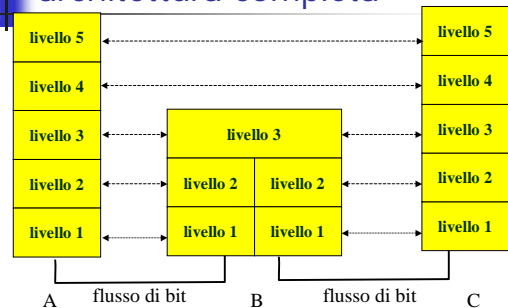 architettura completa
livello 5
livello 4
livello 3
livello 2
livello 1
livello 3
livello 2 livello 2
livello 1 livello 1
livello 5
livello 4
livello 3
livello 2
livello 1
A flusso di bit B flusso di bit C